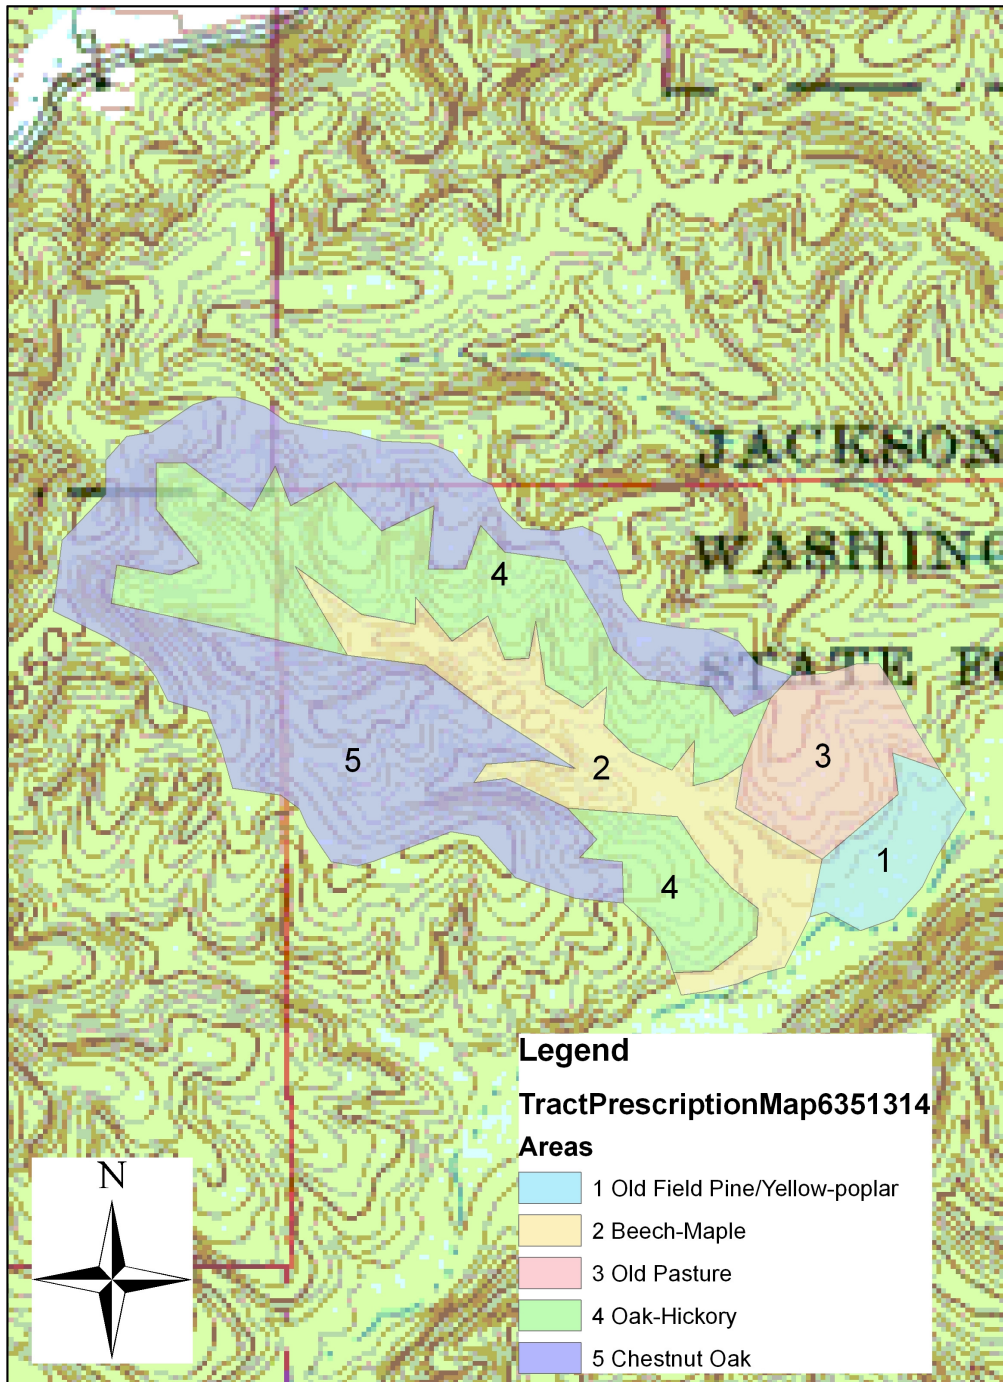 750
JACKSON
WASHING
STATE FO
4
5
2
3
1
4
N
Legend
TractPrescriptionMap6351314
Areas
1 Old Field Pine/Yellow-poplar
2 Beech-Maple
3 Old Pasture
4 Oak-Hickory
5 Chestnut Oak